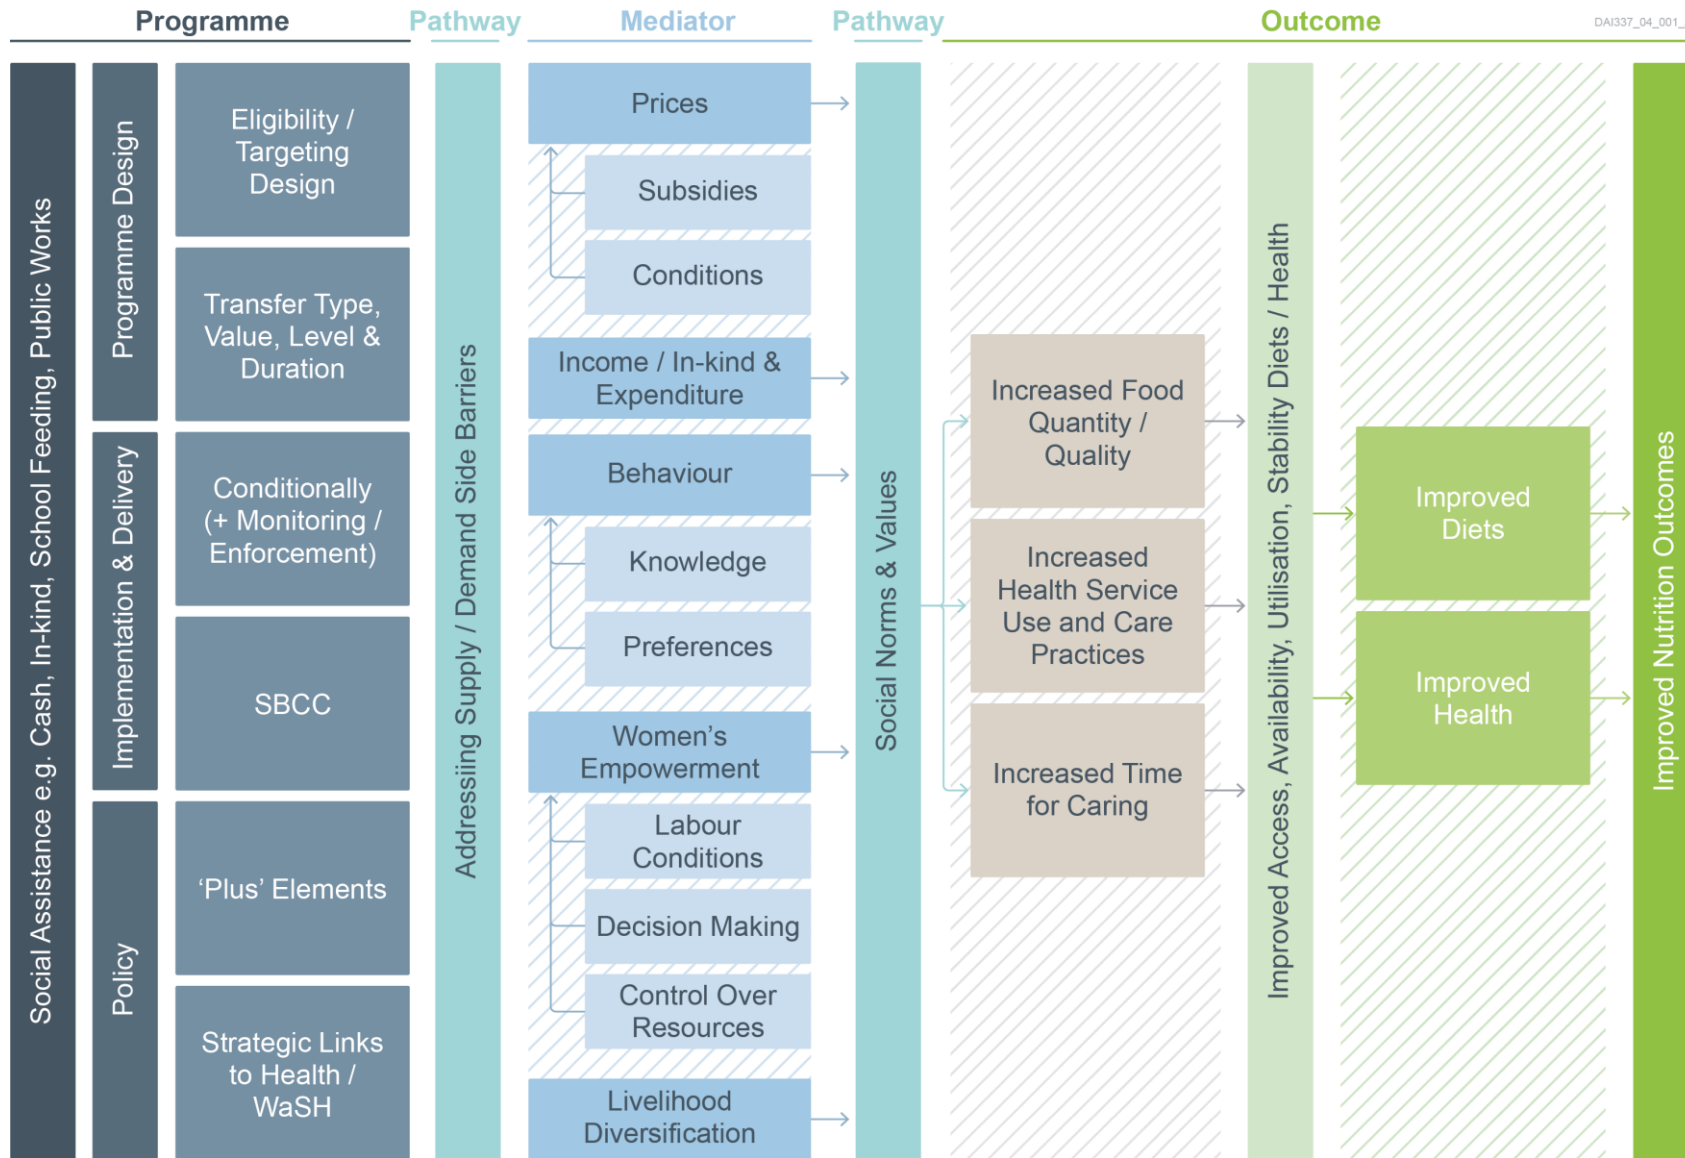 Programme
Pathway
Mediator
Pathway
Outcome
DAI337_04_001_
Social Assistance e.g. Cash, In-kind, School Feeding, Public Works
Programme Design
Implementation & Delivery
Policy
Eligibility /
Targeting
Design
Transfer Type,
Value, Level &
Duration
Conditionally
(+ Monitoring /
Enforcement)
SBCC
‘Plus’ Elements
Strategic Links
to Health /
WaSH
Addressiing Supply / Demand Side Barriers
Prices
Subsidies
Conditions
Income / In-kind &
Expenditure
Behaviour
Knowledge
Preferences
Women’s
Empowerment
Labour
Conditions
Decision Making
Control Over
Resources
Livelihood
Diversification
Social Norms & Values
Increased Food
Quantity /
Quality
Increased
Health Service
Use and Care
Practices
Increased Time
for Caring
Improved Access, Availability, Utilisation, Stability Diets / Health
Improved
Diets
Improved
Health
Improved Nutrition Outcomes